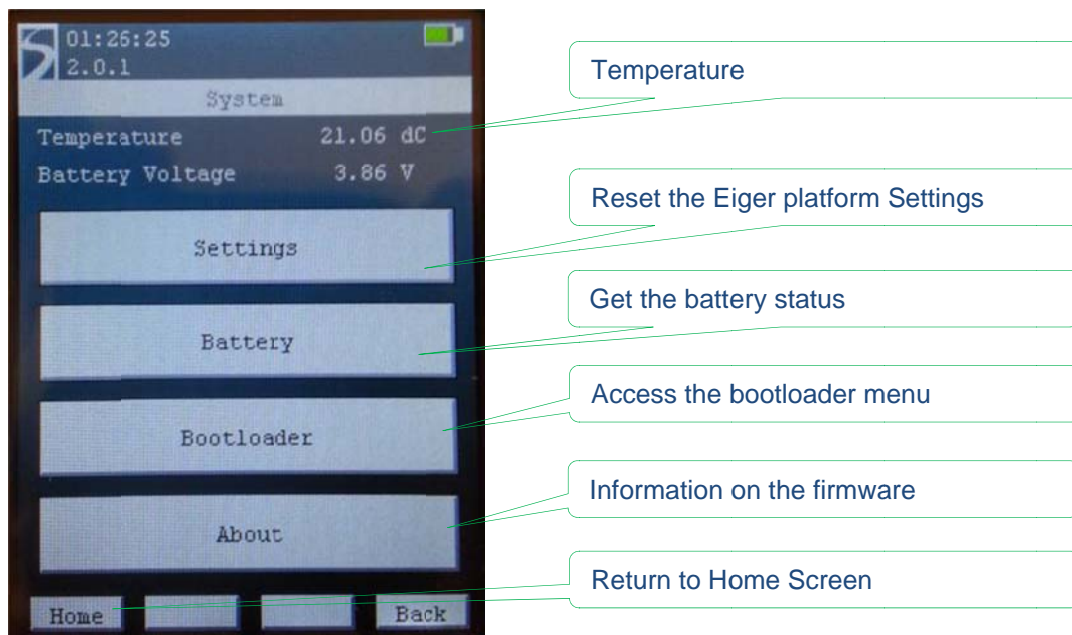 01:26:25
2.0.1
System
Temperature 21.06 dC
Battery Voltage 3.86 V
Settings
Battery
Bootloader
About
Home Back
Temperature
Reset the Eiger platform Settings
Get the battery status
Access the bootloader menu
Information on the firmware
Return to Home Screen